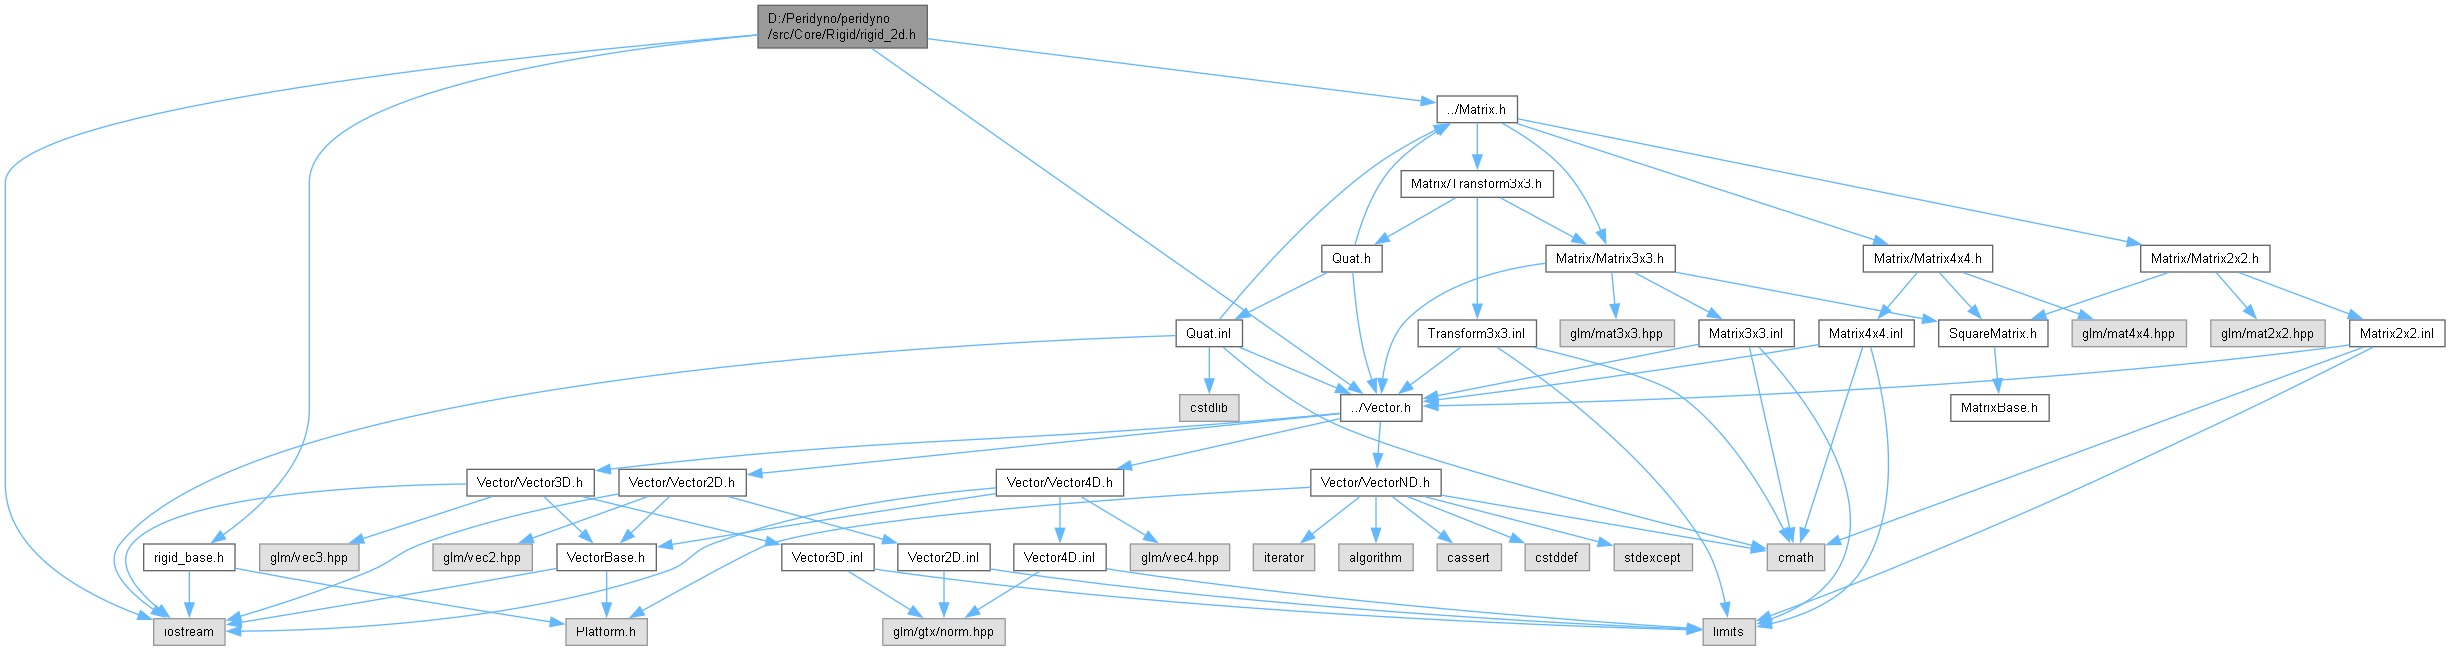 D:/Peridyno/peridyno
/src/Core/Rigid/rigid_2d.h
../Matrix.h
Matrix/Transform3x3.h
Quat.h
Matrix/Matrix3x3.h
Matrix/Matrix4x4.h
Matrix/Matrix2x2.h
Quat.inl
Transform3x3.inl
glm/mat3x3.hpp
Matrix3x3.inl
Matrix4x4.inl
SquareMatrix.h
glm/mat4x4.hpp
glm/mat2x2.hpp
Matrix2x2.inl
cstdlib
../Vector.h
MatrixBase.h
Vector/Vector3D.h
Vector/Vector2D.h
Vector/Vector4D.h
Vector/VectorND.h
rigid_base.h
glm/vec3.hpp
glm/vec2.hpp
VectorBase.h
Vector3D.inl
Vector2D.inl
Vector4D.inl
glm/vec4.hpp
iterator
algorithm
cassert
cstddef
stdexcept
cmath
iostream
Platform.h
glm/gtx/norm.hpp
limits